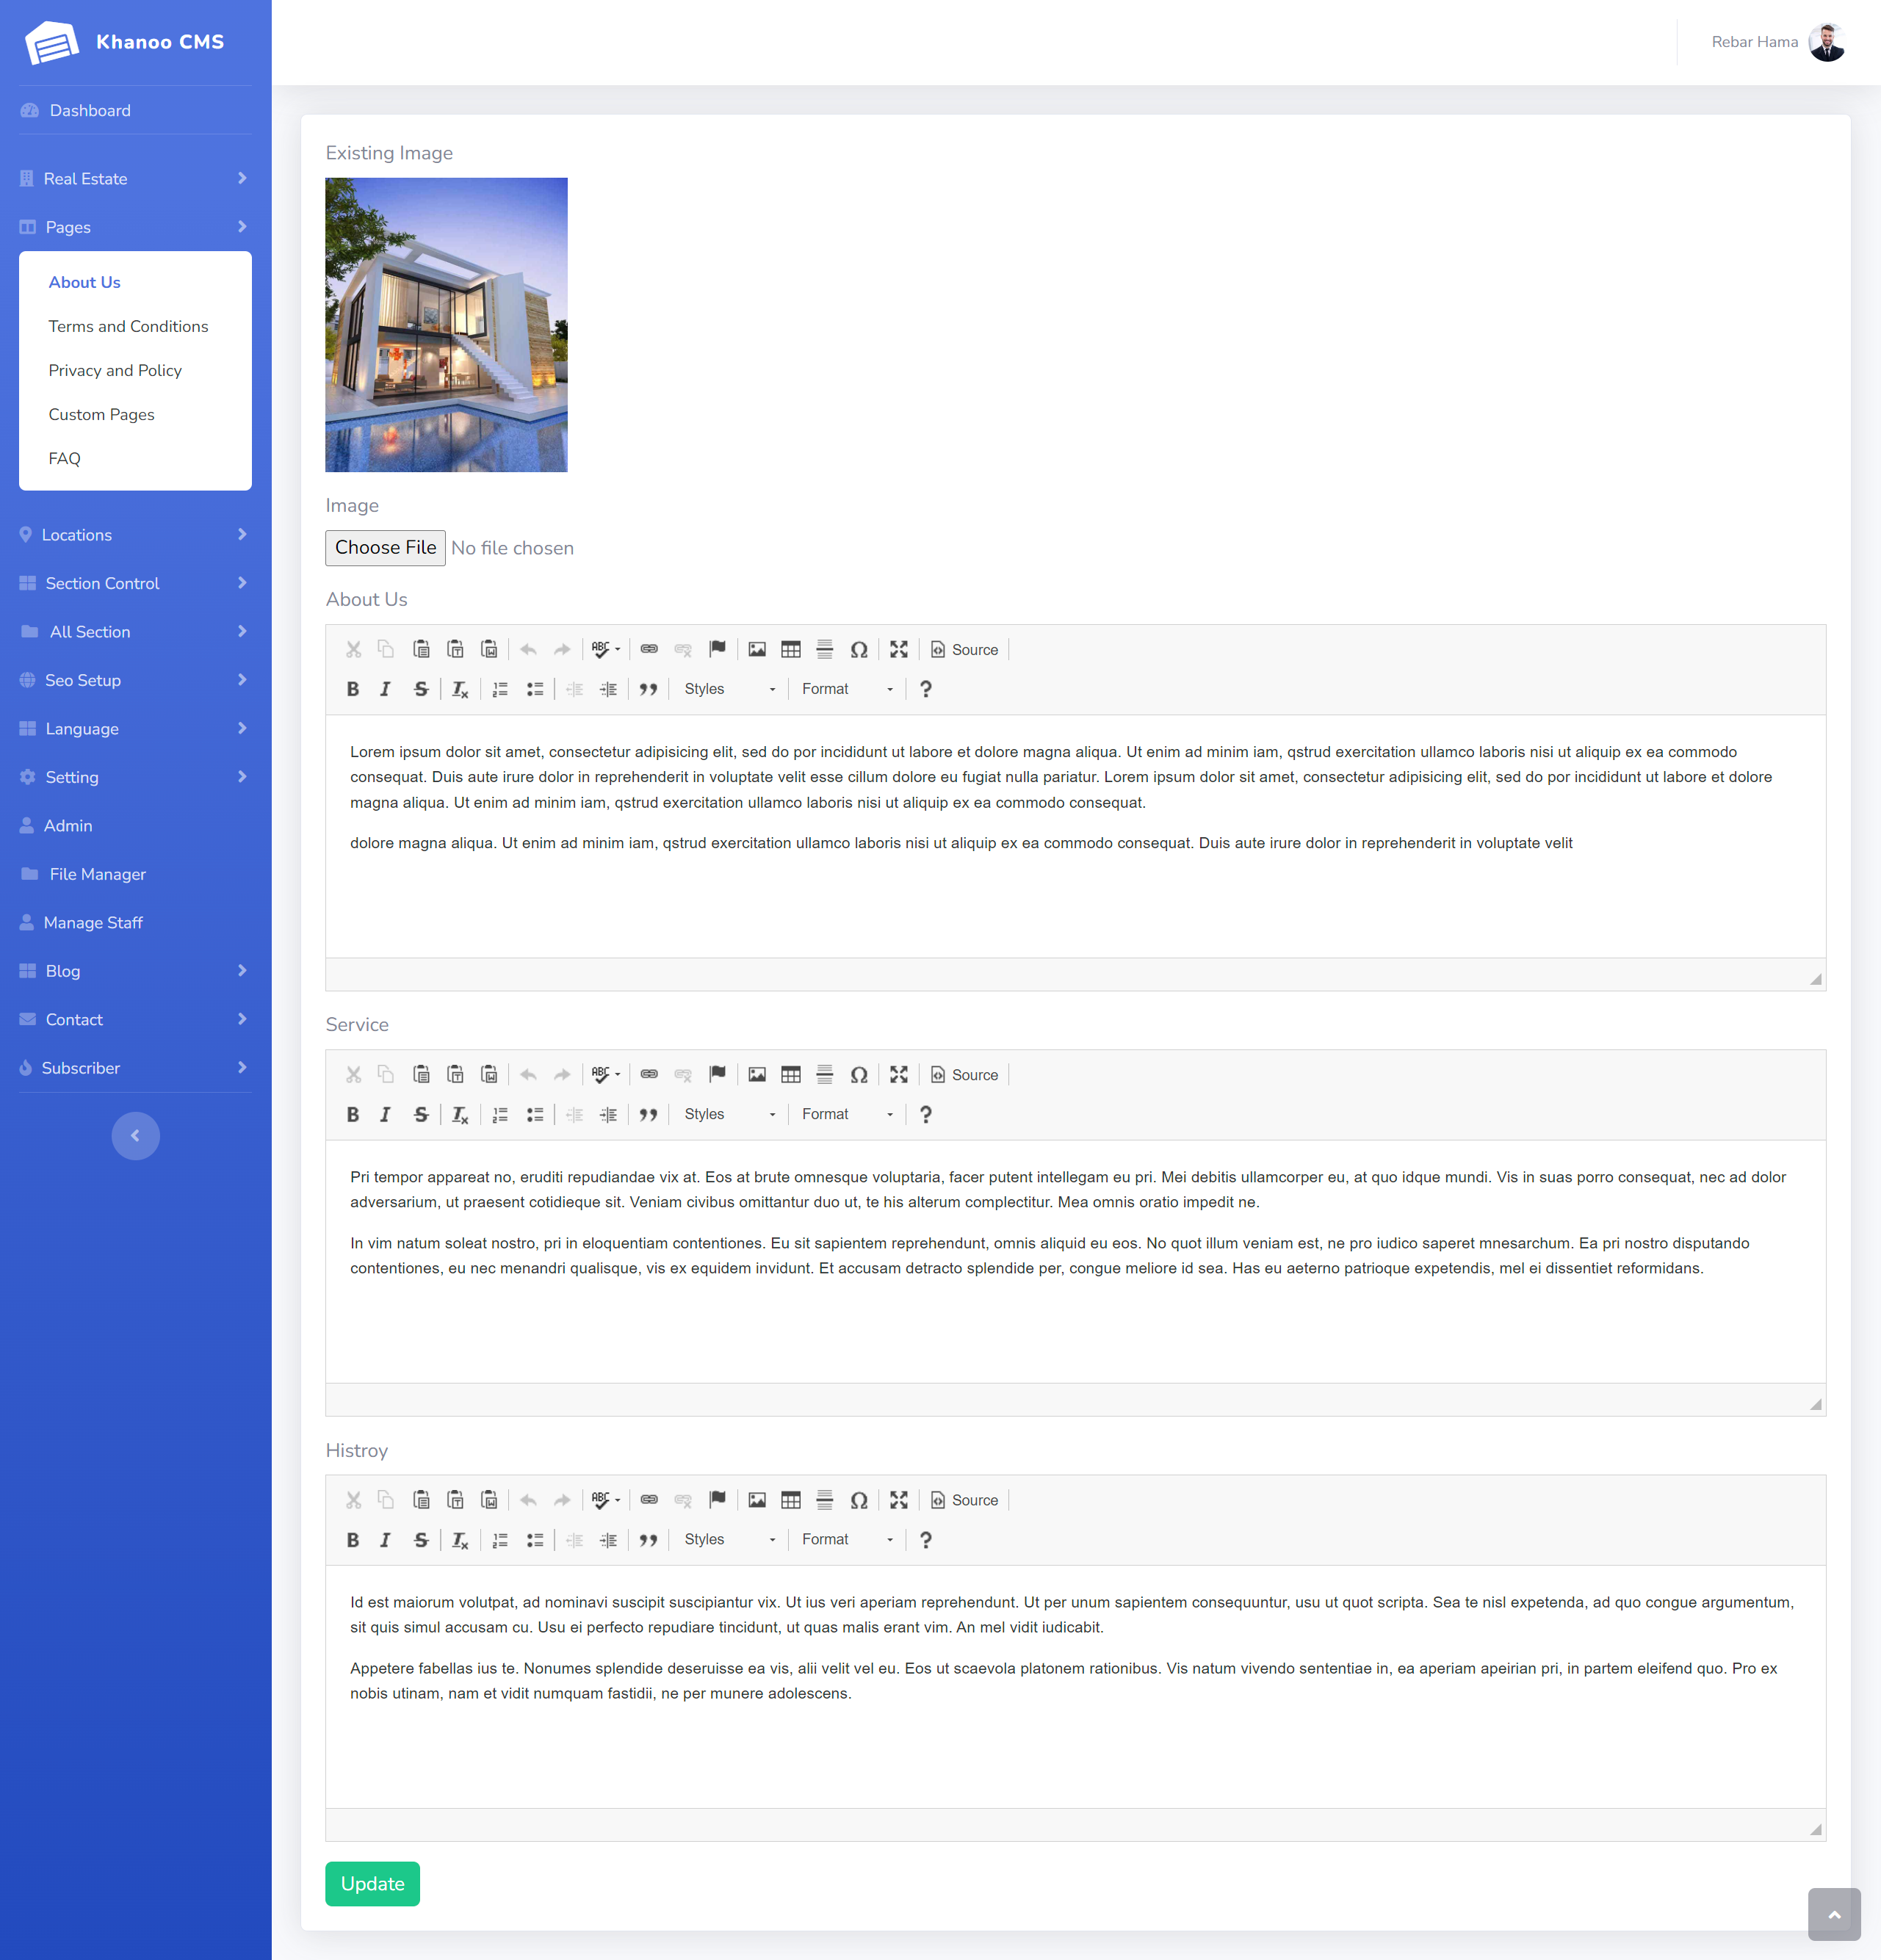 Khanoo CMS
Rebar Hama
Dashboard
Real Estate
Pages
About Us
Terms and Conditions
Privacy and Policy
Custom Pages
FAQ
Locations
Section Control
All Section
Seo Setup
Language
Setting
Admin
File Manager
Manage Staff
Blog
Contact
Subscriber
Existing Image
Image
Choose File No file chosen
About Us
ABC Source
Styles Format
Lorem ipsum dolor sit amet, consectetur adipisicing elit, sed do por incididunt ut labore et dolore magna aliqua. Ut enim ad minim iam, qstrud exercitation ullamco laboris nisi ut aliquip ex ea commodo
consequat. Duis aute irure dolor in reprehenderit in voluptate velit esse cillum dolore eu fugiat nulla pariatur. Lorem ipsum dolor sit amet, consectetur adipisicing elit, sed do por incididunt ut labore et dolore
magna aliqua. Ut enim ad minim iam, qstrud exercitation ullamco laboris nisi ut aliquip ex ea commodo consequat.
dolore magna aliqua. Ut enim ad minim iam, qstrud exercitation ullamco laboris nisi ut aliquip ex ea commodo consequat. Duis aute irure dolor in reprehenderit in voluptate velit
Service
ABC Source
Styles Format
Pri tempor appareat no, eruditi repudiandae vix at. Eos at brute omnesque voluptaria, facer putent intellegam eu pri. Mei debitis ullamcorper eu, at quo idque mundi. Vis in suas porro consequat, nec ad dolor
adversarium, ut praesent cotidieque sit. Veniam civibus omittantur duo ut, te his alterum complectitur. Mea omnis oratio impedit ne.
In vim natum soleat nostro, pri in eloquentiam contentiones. Eu sit sapientem reprehendunt, omnis aliquid eu eos. No quot illum veniam est, ne pro iudico saperet mnesarchum. Ea pri nostro disputando
contentiones, eu nec menandri qualisque, vis ex equidem invidunt. Et accusam detracto splendide per, congue meliore id sea. Has eu aeterno patrioque expetendis, mel ei dissentiet reformidans.
Histroy
ABC Source
Styles Format
Id est maiorum volutpat, ad nominavi suscipit suscipiantur vix. Ut ius veri aperiam reprehendunt. Ut per unum sapientem consequuntur, usu ut quot scripta. Sea te nisl expetenda, ad quo congue argumentum,
sit quis simul accusam cu. Usu ei perfecto repudiare tincidunt, ut quas malis erant vim. An mel vidit iudicabit.
Appetere fabellas ius te. Nonumes splendide deseruisse ea vis, alii velit vel eu. Eos ut scaevola platonem rationibus. Vis natum vivendo sententiae in, ea aperiam apeirian pri, in partem eleifend quo. Pro ex
nobis utinam, nam et vidit numquam fastidii, ne per munere adolescens.
Update